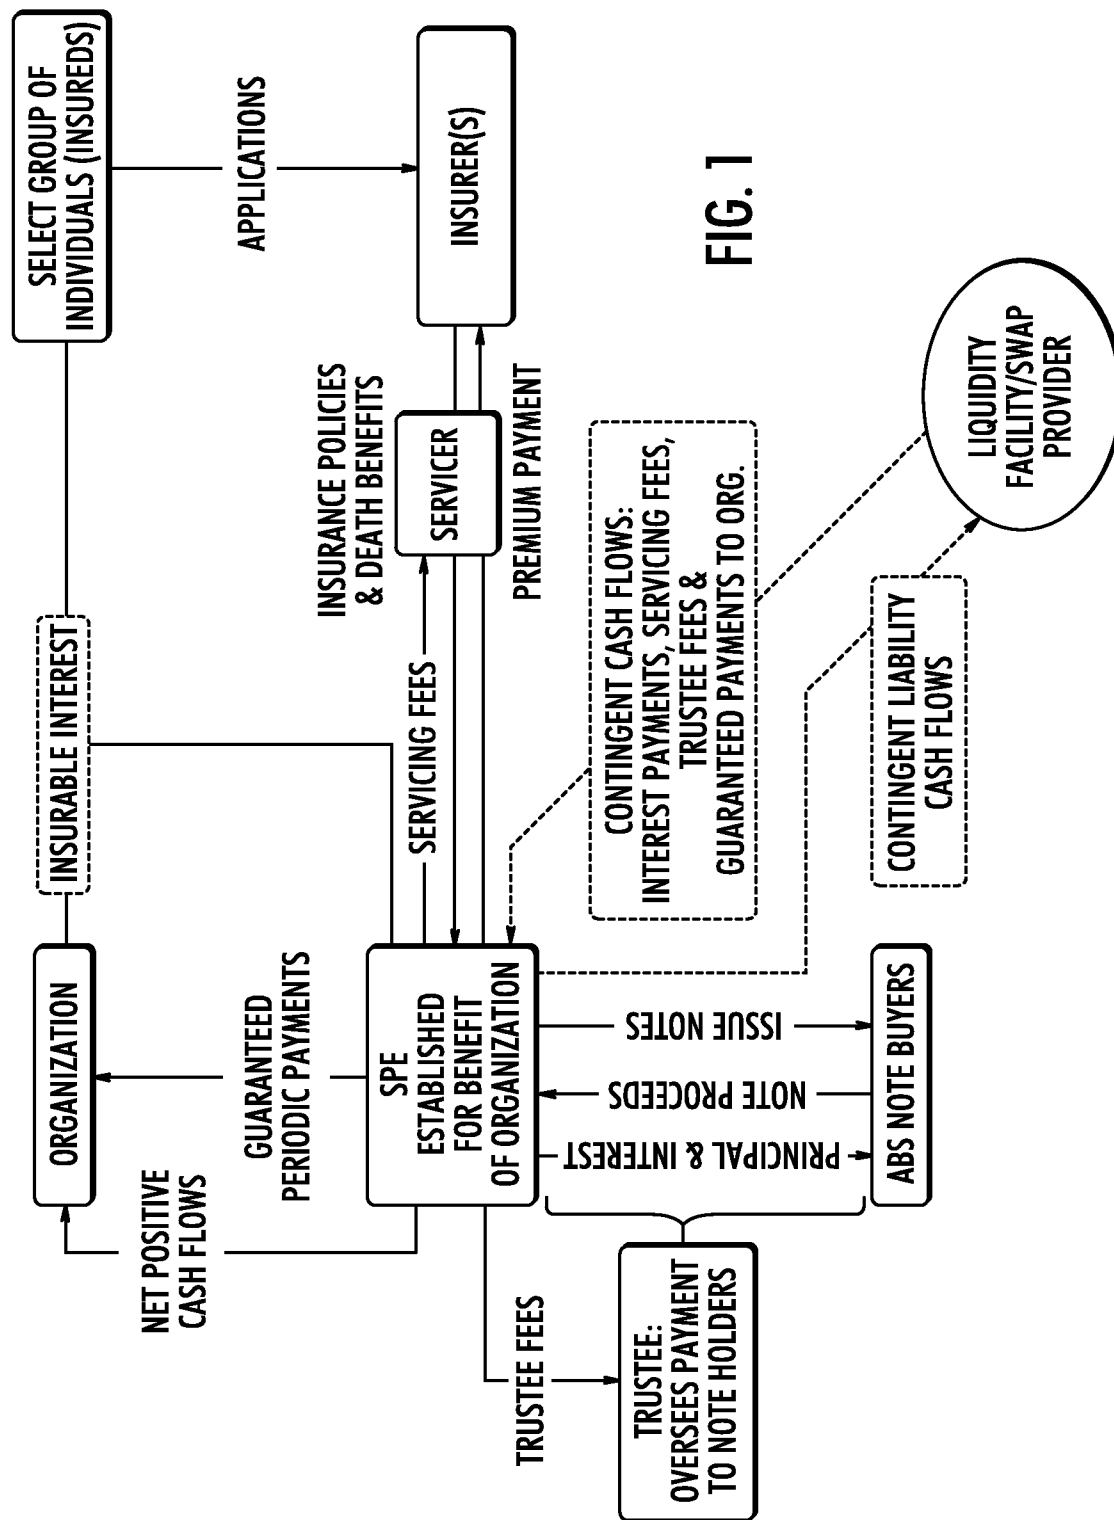 ORGANIZATION
INSURABLE INTEREST
SELECT GROUP OF
INDIVIDUALS (INSUREDS)
NET POSITIVE
CASH FLOWS
GUARANTEED
PERIODIC PAYMENTS
APPLICATIONS
SPE
ESTABLISHED
FOR BENEFIT
OF ORGANIZATION
SERVICING FEES
INSURANCE POLICIES
& DEATH BENEFITS
SERVICER
PREMIUM PAYMENT
INSURER(S)
TRUSTEE FEES
PRINCIPAL & INTEREST
NOTE PROCEEDS
ISSUE NOTES
CONTINGENT CASH FLOWS:
INTEREST PAYMENTS, SERVICING FEES,
TRUSTEE FEES &
GUARANTEED PAYMENTS TO ORG.
TRUSTEE:
OVERSEES PAYMENT
TO NOTE HOLDERS
ABS NOTE BUYERS
CONTINGENT LIABILITY
CASH FLOWS
LIQUIDITY
FACILITY/SWAP
PROVIDER
FIG. 1